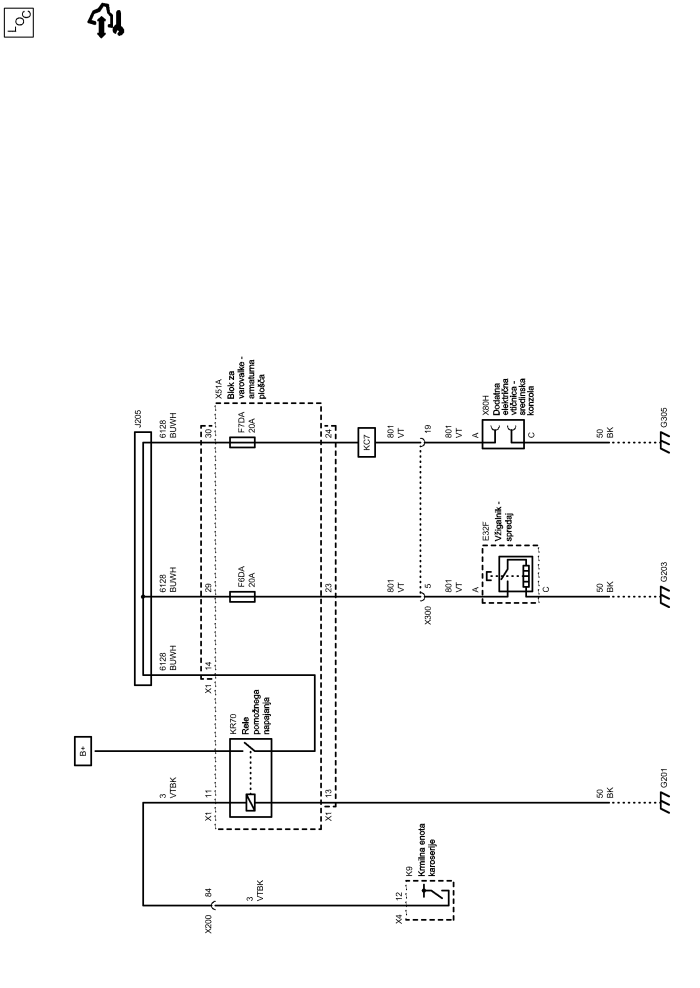 LOC
B+
J205
3
VTBK
6128
BUWH
6128
BUWH
6128
BUWH
X200
84
X1
11
X1
14
29
30
X51A
Blok za
varovalke -
armaturna
plošča
KR70
Rele
pomožnega
napajanja
F6DA
20A
F7DA
20A
3
VTBK
X1
13
23
24
KC7
801
VT
801
VT
X4
12
K9
Krmilna enota
karoserije
X300
5
19
801
VT
801
VT
A
A
E32F
Vžigalnik -
spredaj
X80H
Dodatna
električna
vtičnica -
sredinska
konzola
C
C
50
BK
50
BK
50
BK
G201
G203
G305